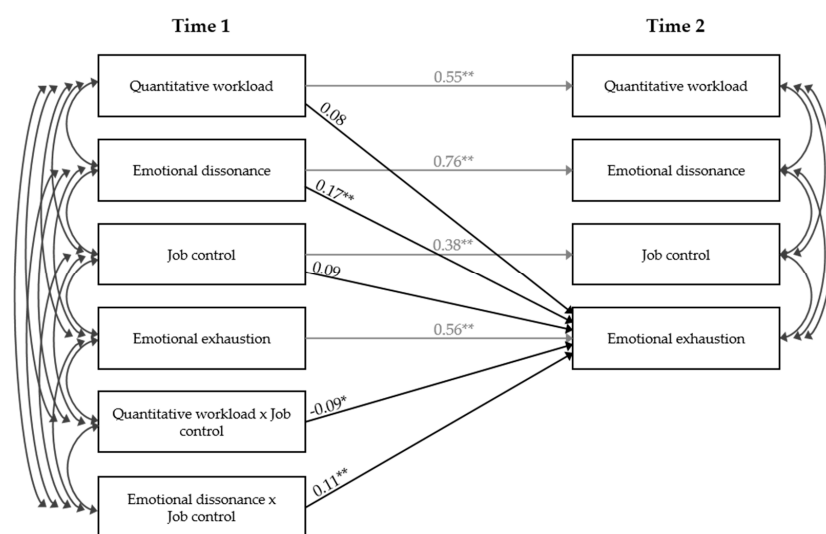 Time 1
Time 2
Quantitative workload
0.55**
Quantitative workload
0.08
Emotional dissonance
0.76**
Emotional dissonance
0.17**
Job control
0.38**
Job control
0.09
Emotional exhaustion
0.56**
Emotional exhaustion
Quantitative workload x Job
control
-0.09*
Emotional dissonance x
Job control
0.11**